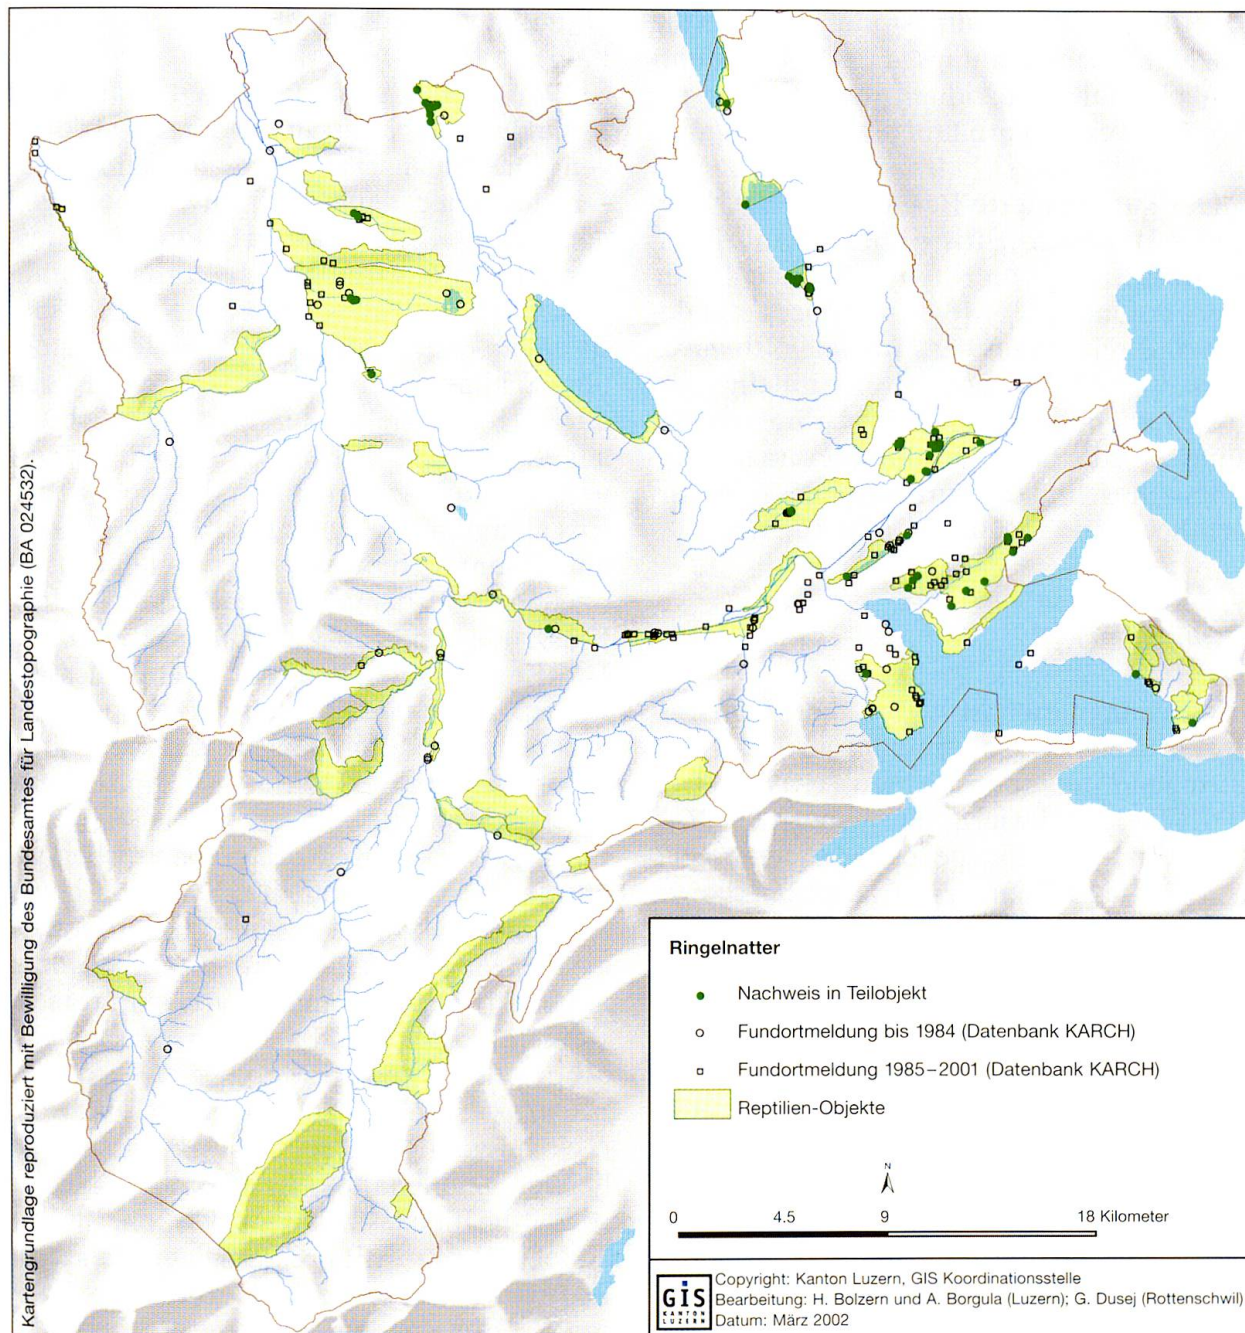 Kartengrundlage reproduziert mit Bewilligung des Bundesamtes für Landestopographie (BA 024532).
Ringelnatter
Nachweis in Teilobjekt
Fundortmeldung bis 1984 (Datenbank KARCH)
Fundortmeldung 1985–2001 (Datenbank KARCH)
Reptilien-Objekte
N
0 4.5 9 18 Kilometer
GIS
KANTON
LUZERN
Copyright: Kanton Luzern, GIS Koordinationsstelle
Bearbeitung: H. Bolzern und A. Borgula (Luzern); G. Dusej (Rottenschwil)
Datum: März 2002